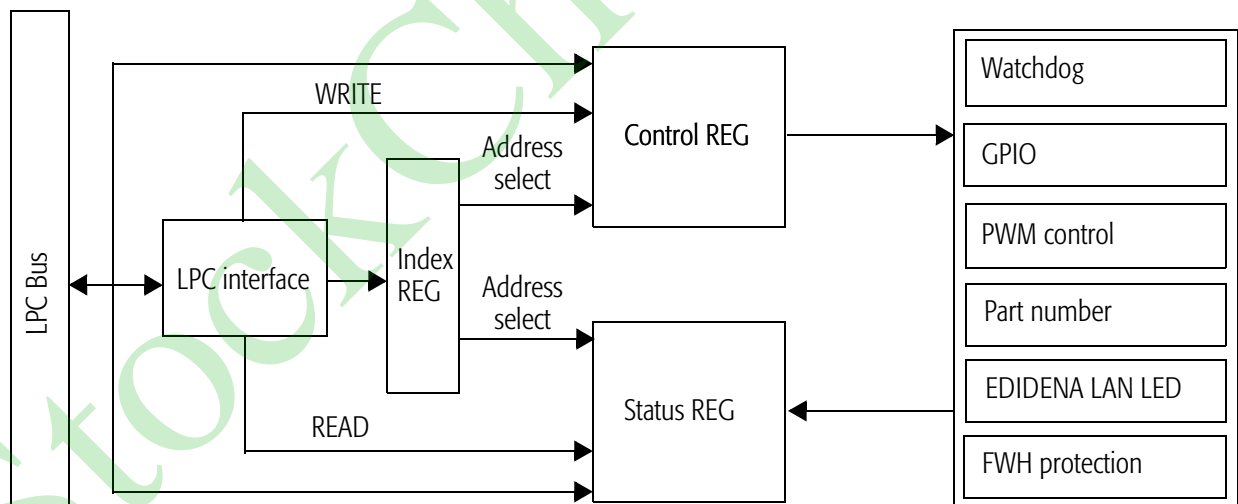 LPC Bus
WRITE
LPC interface
READ
Index
REG
Address
select
Address
select
Control REG
Status REG
Watchdog
GPIO
PWM control
Part number
EDIDENA LAN LED
FWH protection
StockCh